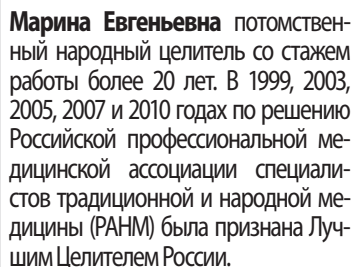 Марина Евгеньевна потомствен-
ный народный целитель со стажем
работы более 20 лет. В 1999, 2003,
2005, 2007 и 2010 годах по решению
Российской профессиональной ме-
дицинской ассоциации специали-
стов традиционной и народной ме-
дицины (РАНМ) была признана Луч-
шим Целителем России.